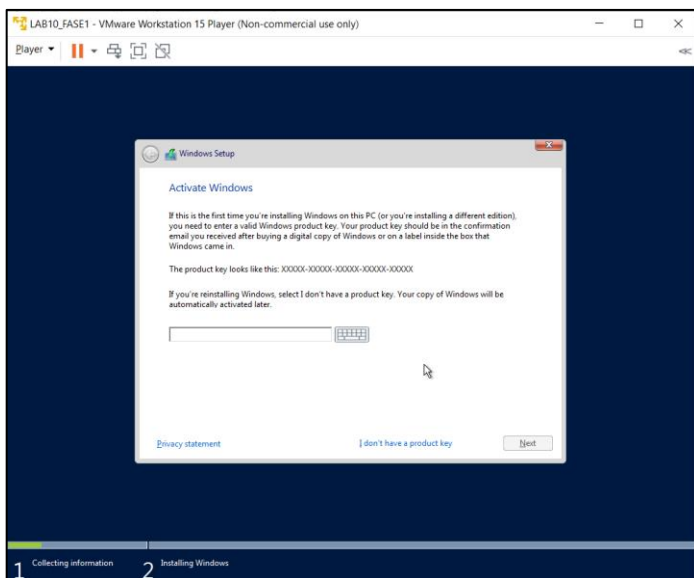 LAB10_FASE1 - VMware Workstation 15 Player (Non-commercial use only)
Player
Windows Setup
Activate Windows
If this is the first time you're installing Windows on this PC (or you're installing a different edition),
you need to enter a valid Windows product key. Your product key should be in the confirmation
email you received after buying a digital copy of Windows or on a label inside the box that
Windows came in.
The product key looks like this: XXXXX-XXXXX-XXXXX-XXXXX-XXXXX
If you're reinstalling Windows, select I don't have a product key. Your copy of Windows will be
automatically activated later.
Privacy statement I don't have a product key Next
1 Collecting information 2 Installing Windows